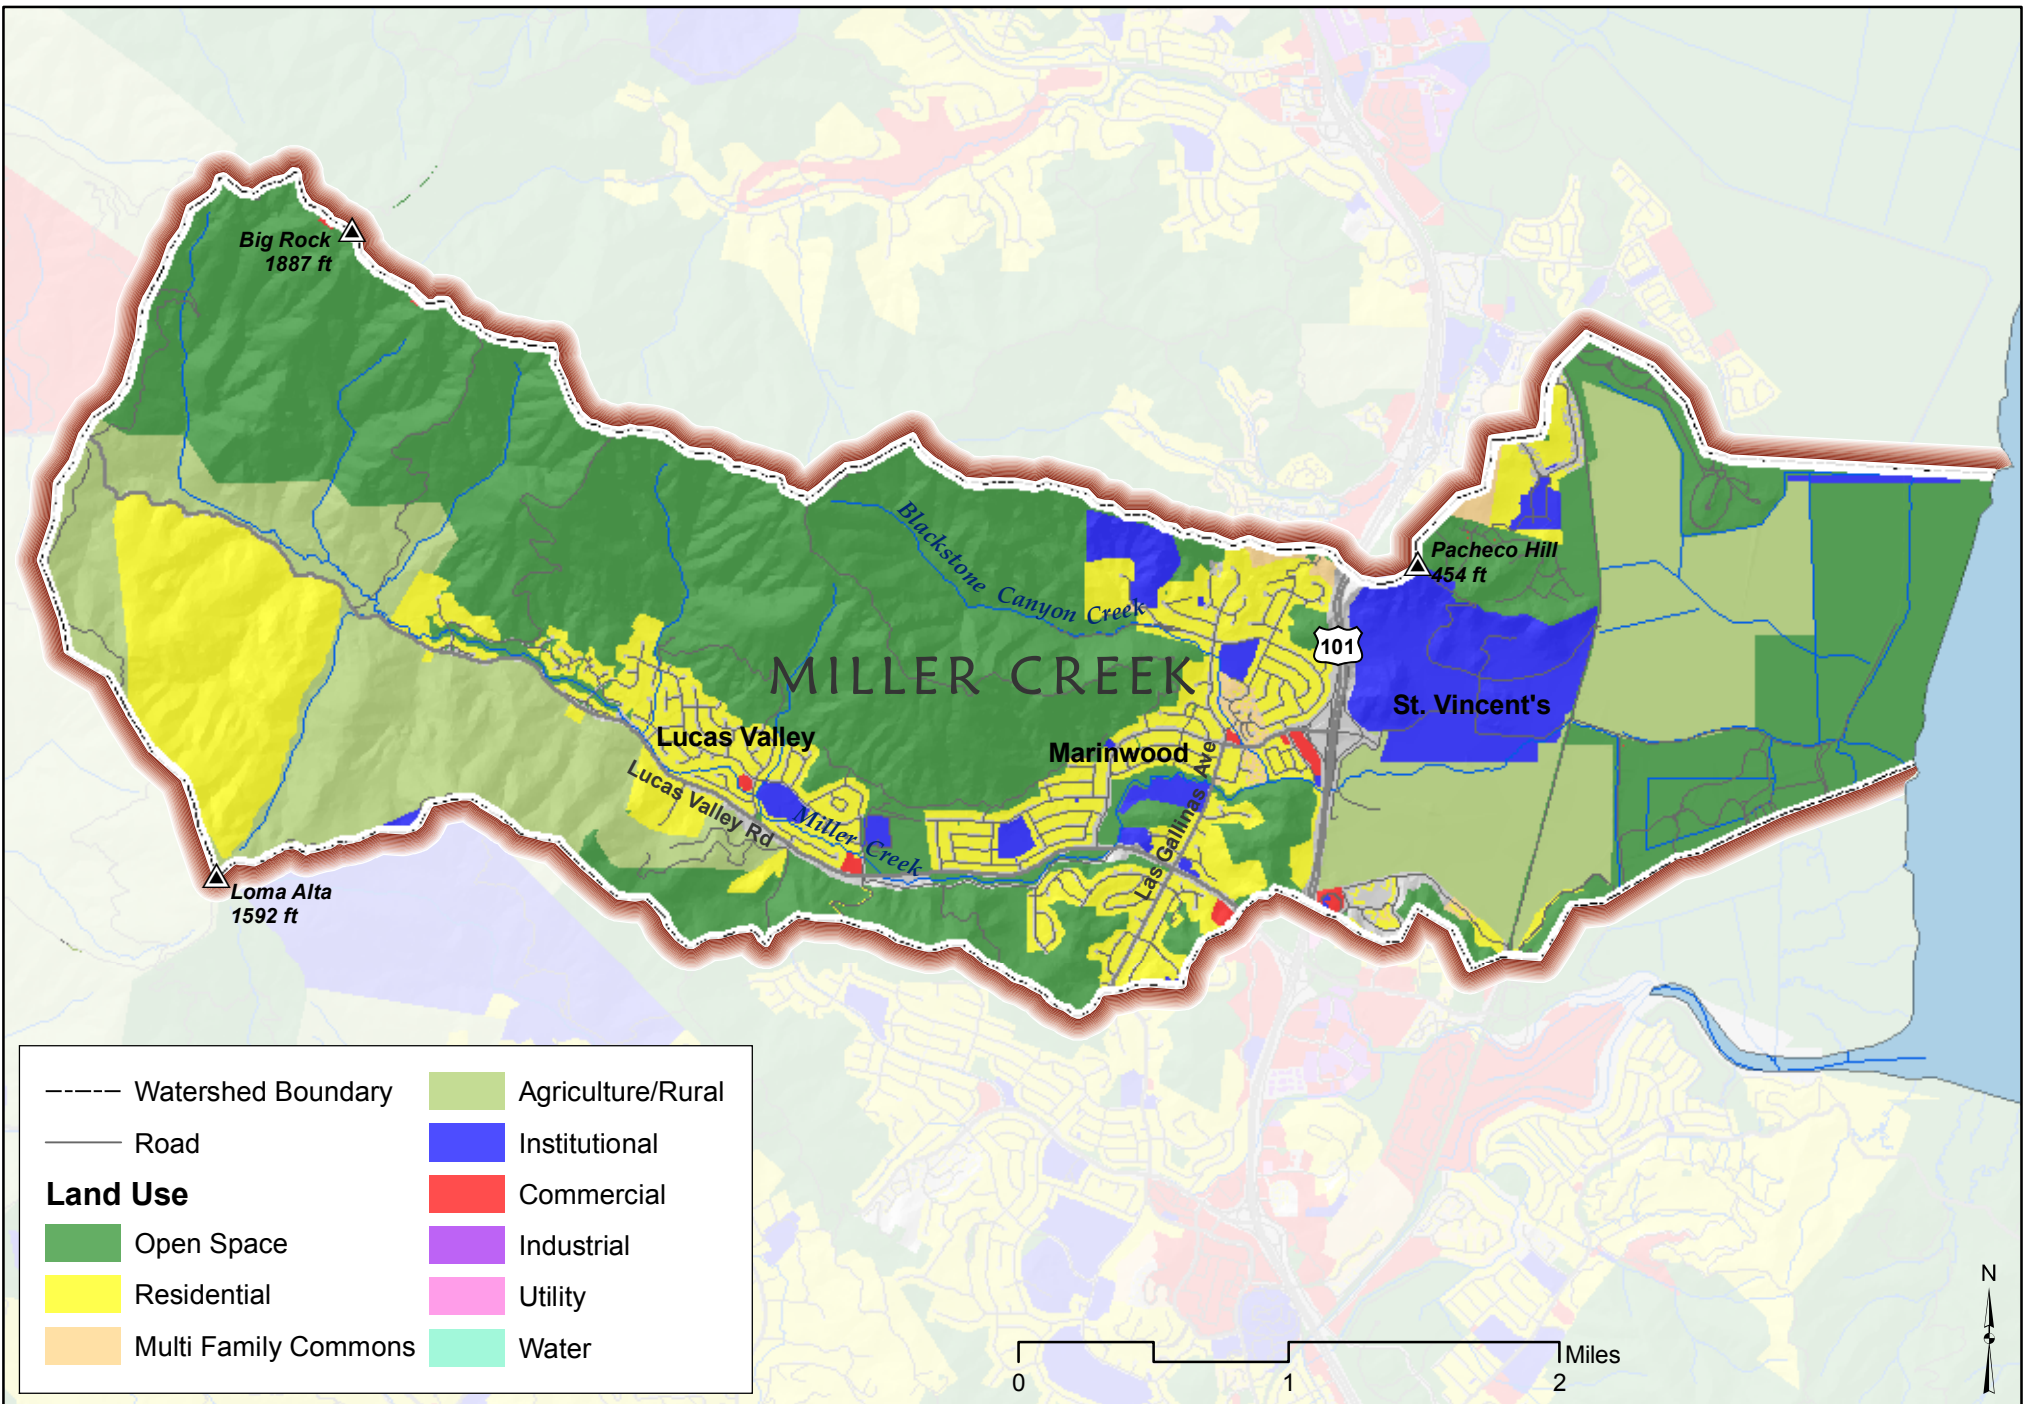 Big Rock
1887 ft
Blackstone Canyon Creek
Pacheco Hill
454 ft
101
MILLER CREEK
St. Vincent's
Lucas Valley
Marinwood
Lucas Valley Rd
Miller Creek
Las Gallinas Ave
Loma Alta
1592 ft
Watershed Boundary
Road
Land Use
Open Space
Residential
Multi Family Commons
Agriculture/Rural
Institutional
Commercial
Industrial
Utility
Water
Miles
0 1 2
N